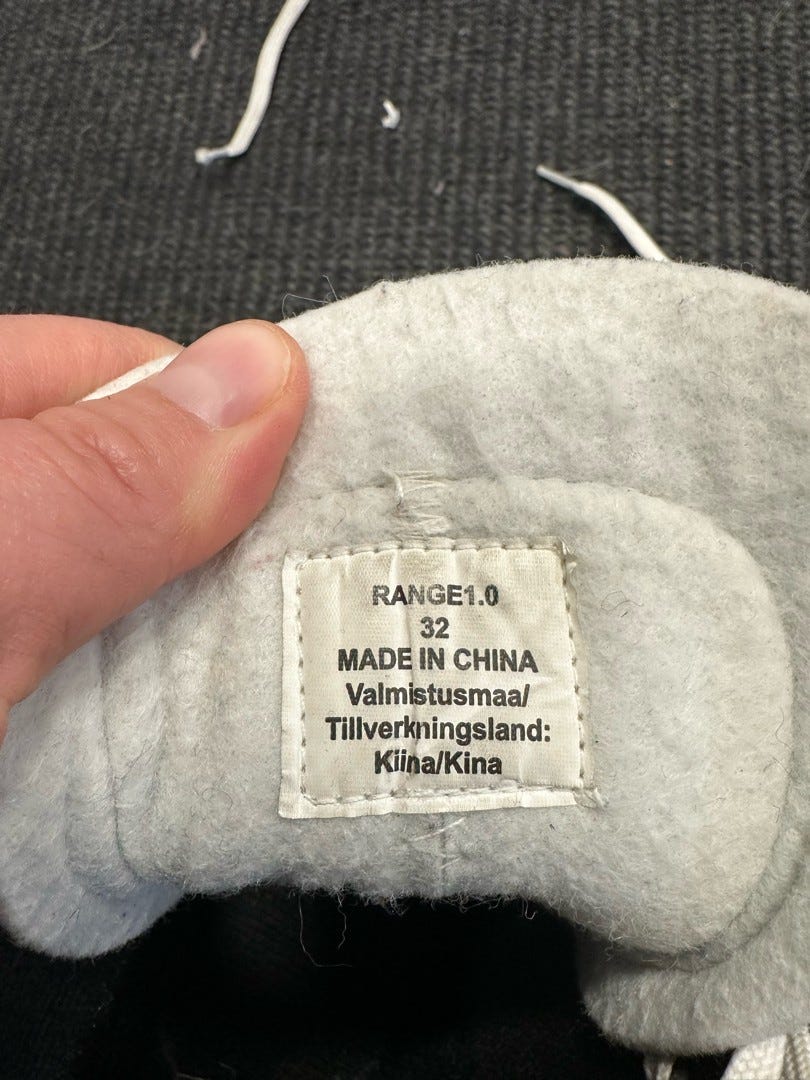 RANGE1.0
32
MADE IN CHINA
Valmistusmaa/
Tillverkningsland:
Kiina/Kina